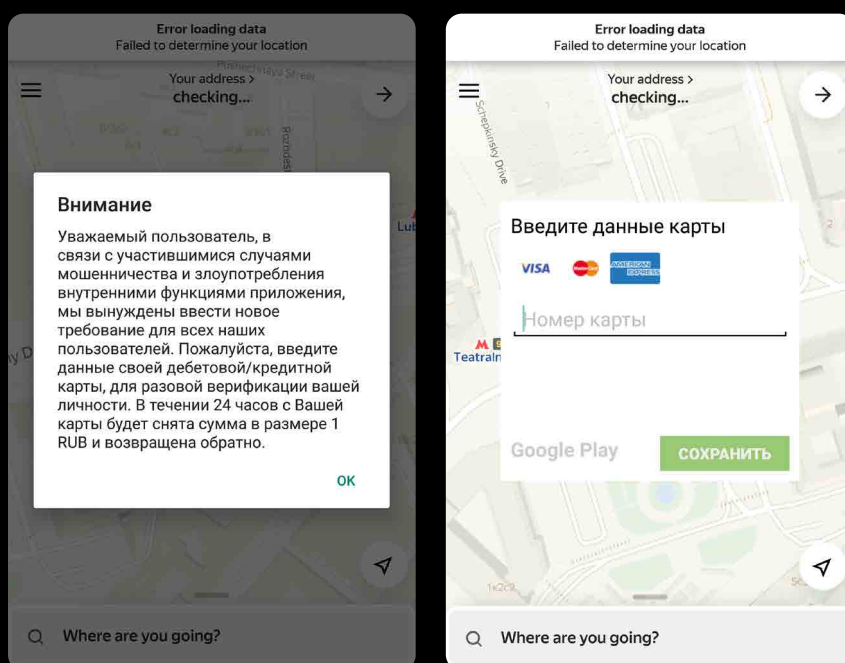 Error loading data
Failed to determine your location
Your address >
checking...
Внимание
Уважаемый пользователь, в
связи с участившимися случаями
мошенничества и злоупотребления
внутренними функциями приложения,
мы вынуждены ввести новое
требование для всех наших
пользователей. Пожалуйста, введите
данные своей дебетовой/кредитной
карты, для разовой верификации вашей
личности. В течении 24 часов с Вашей
карты будет снята сумма в размере 1
RUB и возвращена обратно.
OK
Where are you going?
Error loading data
Failed to determine your location
Your address >
checking...
Schepkinsky Drive
Введите данные карты
VISA
MasterCard
AMERICAN
EXPRESS
Номер карты
Teatraln
Google Play
СОХРАНИТЬ
Where are you going?